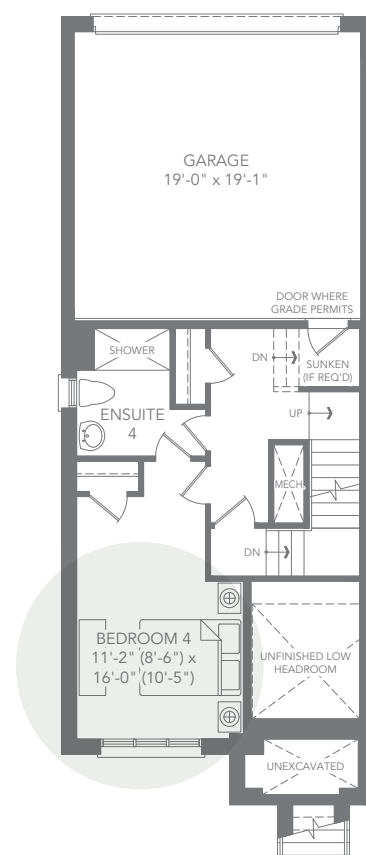 GARAGE
19'-0" x 19'-1"
DOOR WHERE
GRADE PERMITS
SHOWER
DN
SUNKEN
(IF REQ'D)
ENSUITE
4
UP
MECH.
DN
BEDROOM 4
11'-2" (8'-6") x
16'-0" (10'-5")
UNFINISHED LOW
HEADROOM
UNEXCAVATED